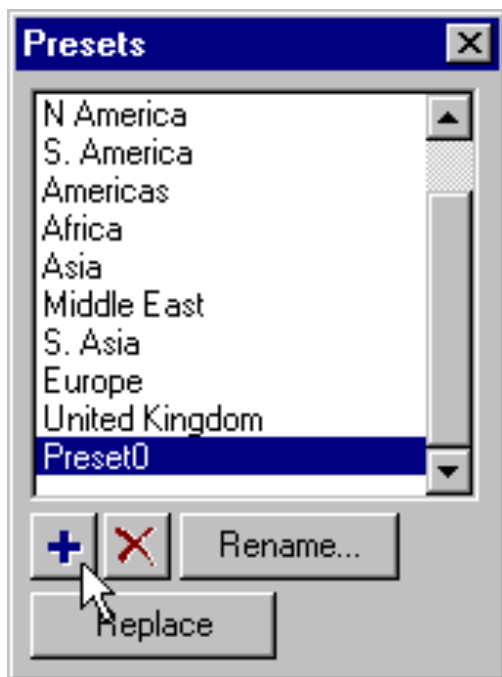 Presets
N America
S. America
Americas
Africa
Asia
Middle East
S. Asia
Europe
United Kingdom
Preset0
Rename...
Replace